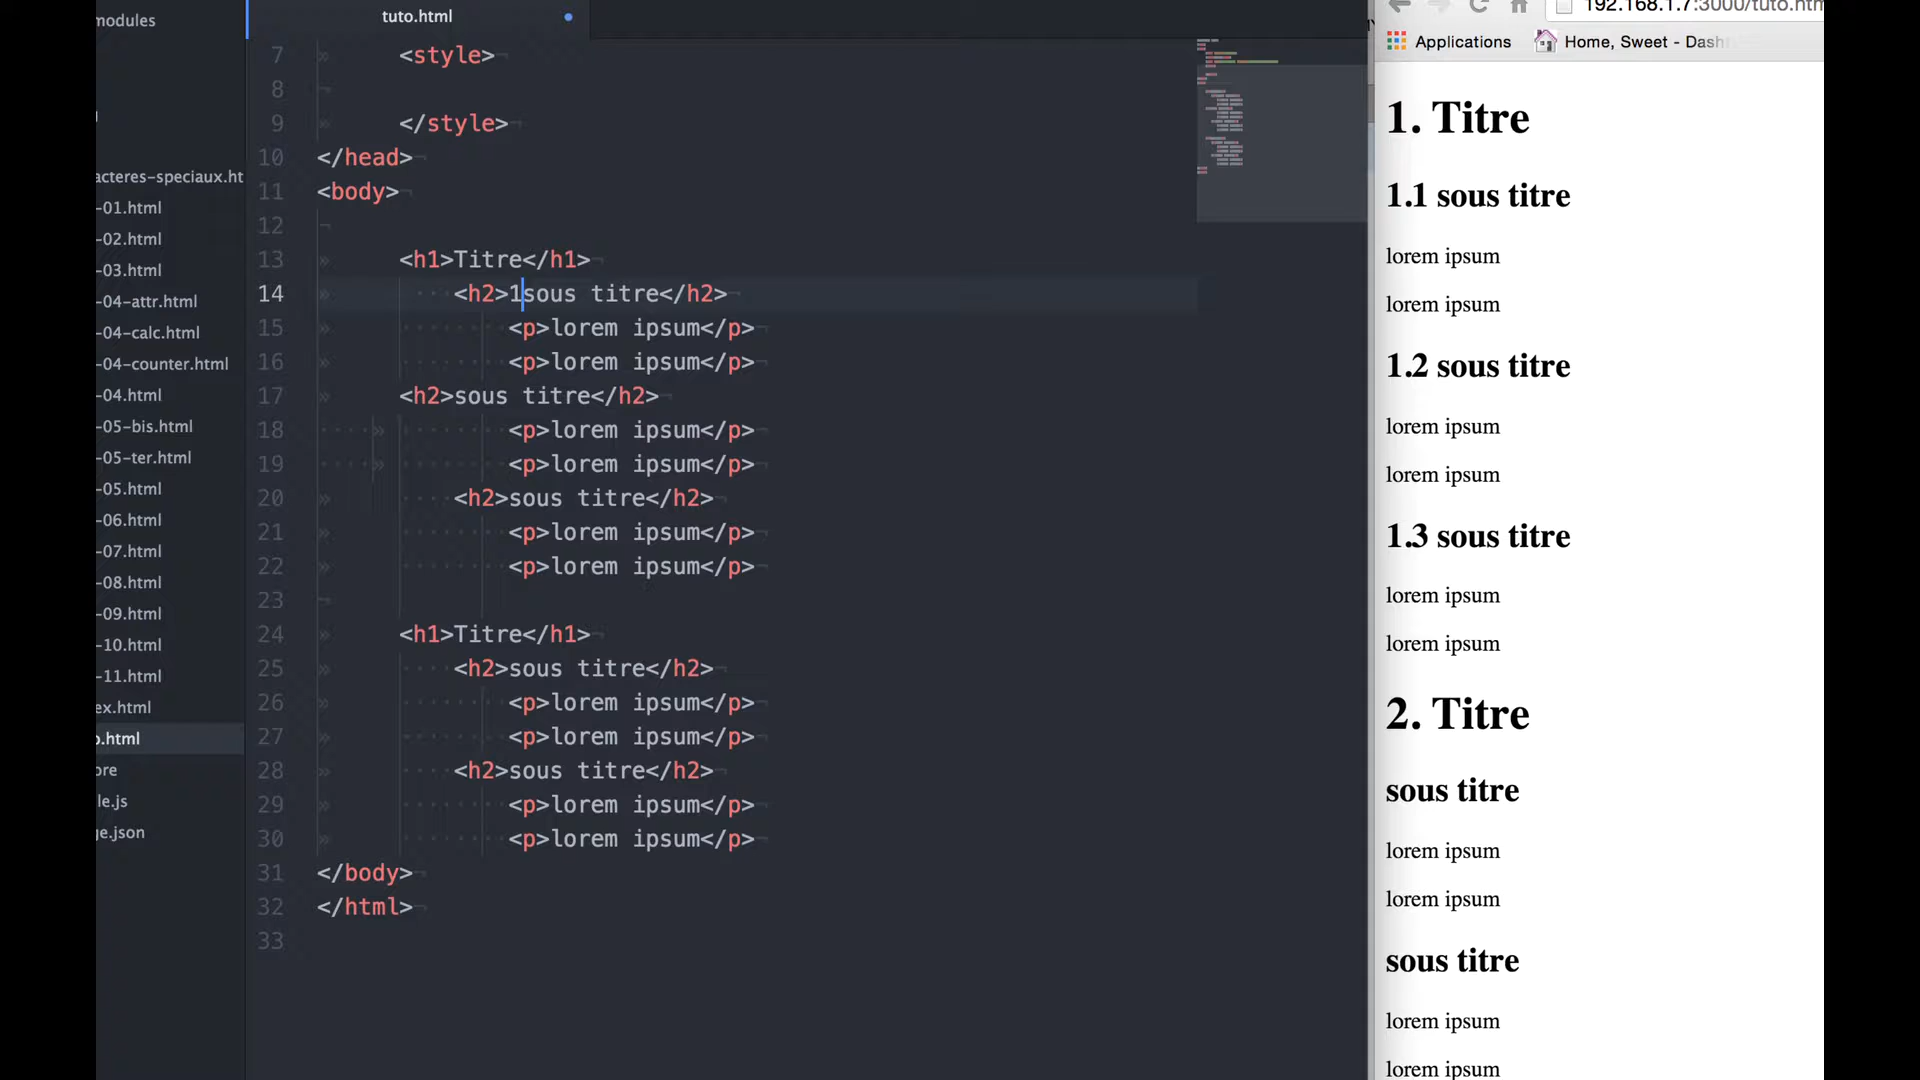 modules
acteres-speciaux.ht
-01.html
-02.html
-03.html
-04-attr.html
-04-calc.html
-04-counter.html
-04.html
-05-bis.html
-05-ter.html
-05.html
-06.html
-07.html
-08.html
-09.html
-10.html
-11.html
ex.html
o.html
ore
le.js
ge.json
tuto.html
7 <style>
8
9 </style>
10 </head>
11 <body>
12
13 <h1>Titre</h1>
14 <h2>1sous titre</h2>
15 <p>lorem ipsum</p>
16 <p>lorem ipsum</p>
17 <h2>sous titre</h2>
18 <p>lorem ipsum</p>
19 <p>lorem ipsum</p>
20 <h2>sous titre</h2>
21 <p>lorem ipsum</p>
22 <p>lorem ipsum</p>
23
24 <h1>Titre</h1>
25 <h2>sous titre</h2>
26 <p>lorem ipsum</p>
27 <p>lorem ipsum</p>
28 <h2>sous titre</h2>
29 <p>lorem ipsum</p>
30 <p>lorem ipsum</p>
31 </body>
32 </html>
33
192.168.1.7:3000/tuto.htm
Applications Home, Sweet - Dash
1. Titre
1.1 sous titre
lorem ipsum
lorem ipsum
1.2 sous titre
lorem ipsum
lorem ipsum
1.3 sous titre
lorem ipsum
lorem ipsum
2. Titre
sous titre
lorem ipsum
lorem ipsum
sous titre
lorem ipsum
lorem ipsum